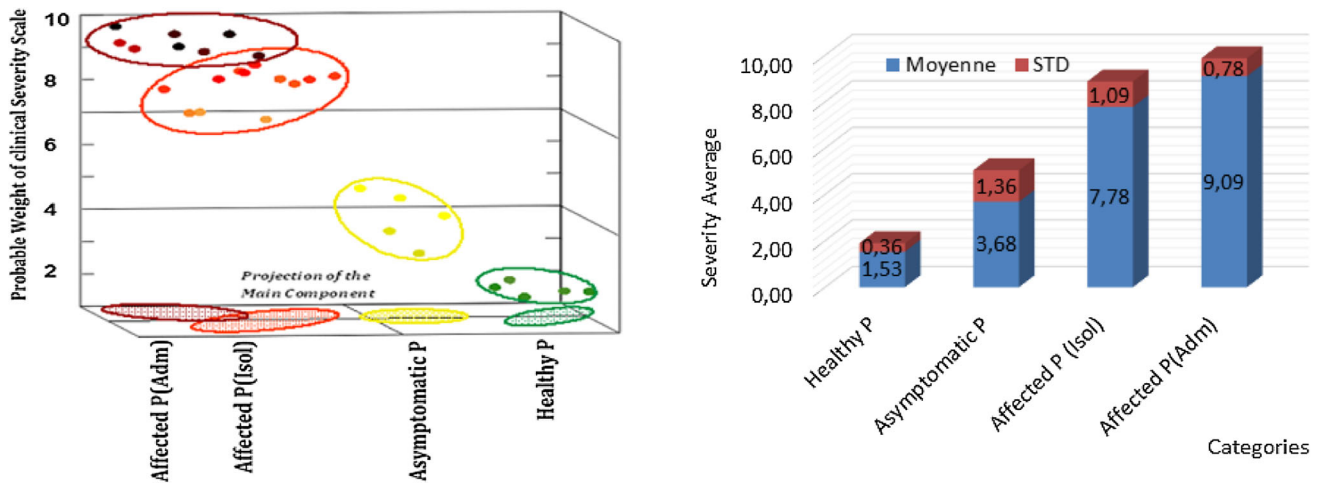 Probable Weight of clinical Severity Scale
10
8
6
4
2
Projection of the
Main Component
Affected P(Adm)
Affected P(Isol)
Asymptomatic P
Healthy P
Severity Average
10,00
8,00
6,00
4,00
2,00
0,00
Moyenne STD
0,36
1,53
1,36
3,68
1,09
7,78
0,78
9,09
Healthy P
Asymptomatic P
Affected P (Isol)
Affected P(Adm)
Categories